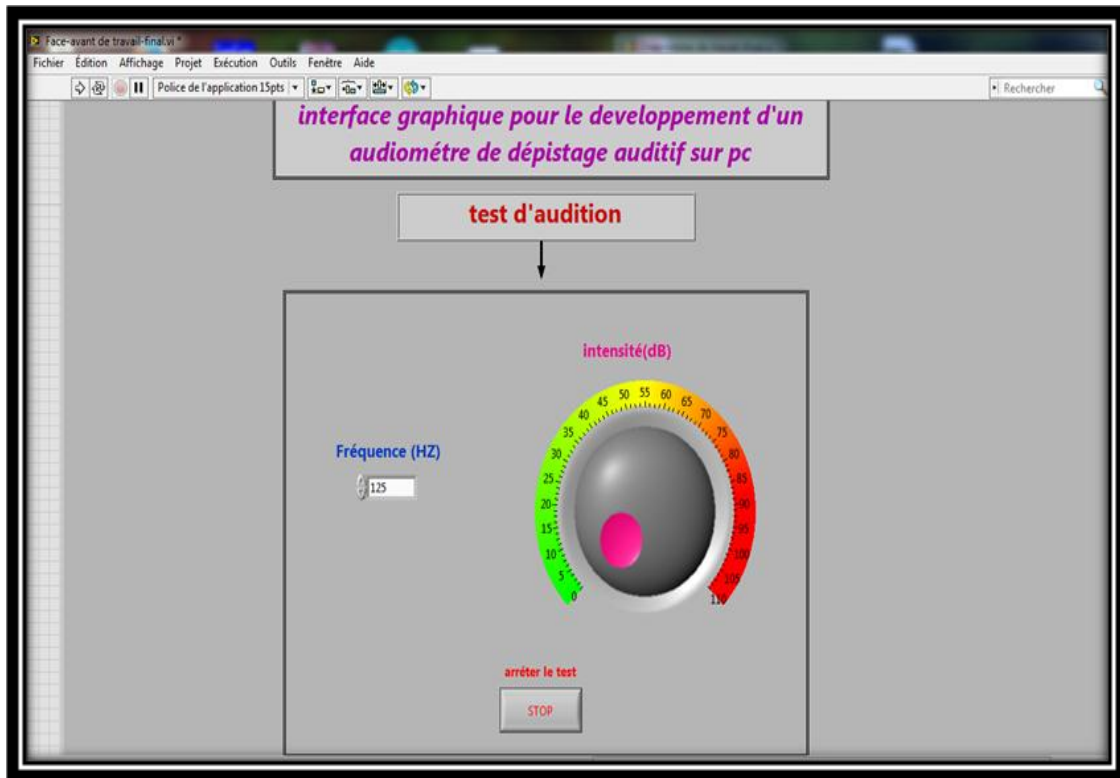 Face-avant de travail-final.vi *
Fichier Édition Affichage Projet Exécution Outils Fenêtre Aide
Police de l'application 15pts
Rechercher
interface graphique pour le developpement d'un
audiométre de dépistage auditif sur pc
test d'audition
intensité(dB)
0 5 10 15 20 25 30 35 40 45 50 55 60 65 70 75 80 85 90 95 100 105 110
Fréquence (HZ)
125
arréter le test
STOP